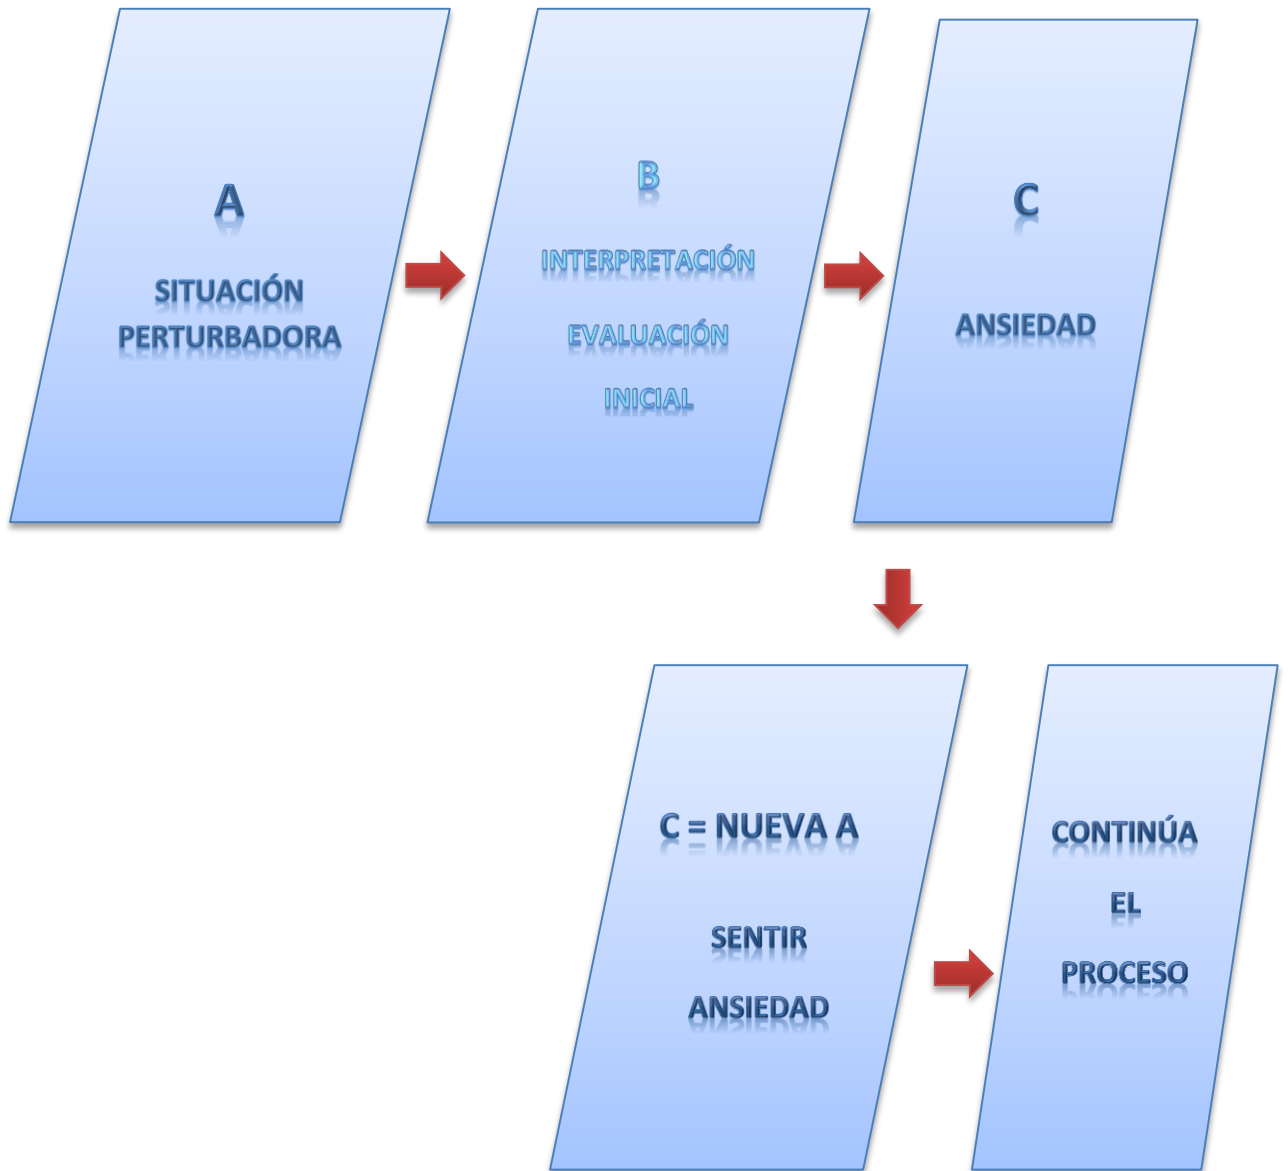 A
SITUACIÓN
PERTURBADORA
B
INTERPRETACIÓN
EVALUACIÓN
INICIAL
C
ANSIEDAD
C = NUEVA A
SENTIR
ANSIEDAD
CONTINÚA
EL
PROCESO